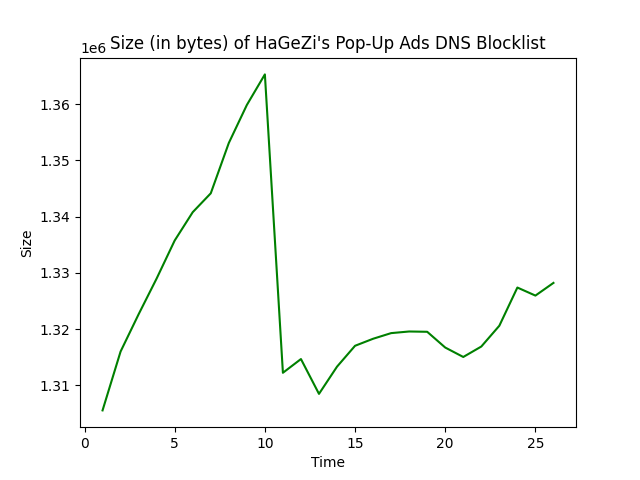 Size (in bytes) of HaGeZi's Pop-Up Ads DNS Blocklist
1e6
1.36
1.35
1.34
1.33
1.32
1.31
Size
0 5 10 15 20 25
Time